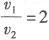 v₁/v₂ = 2